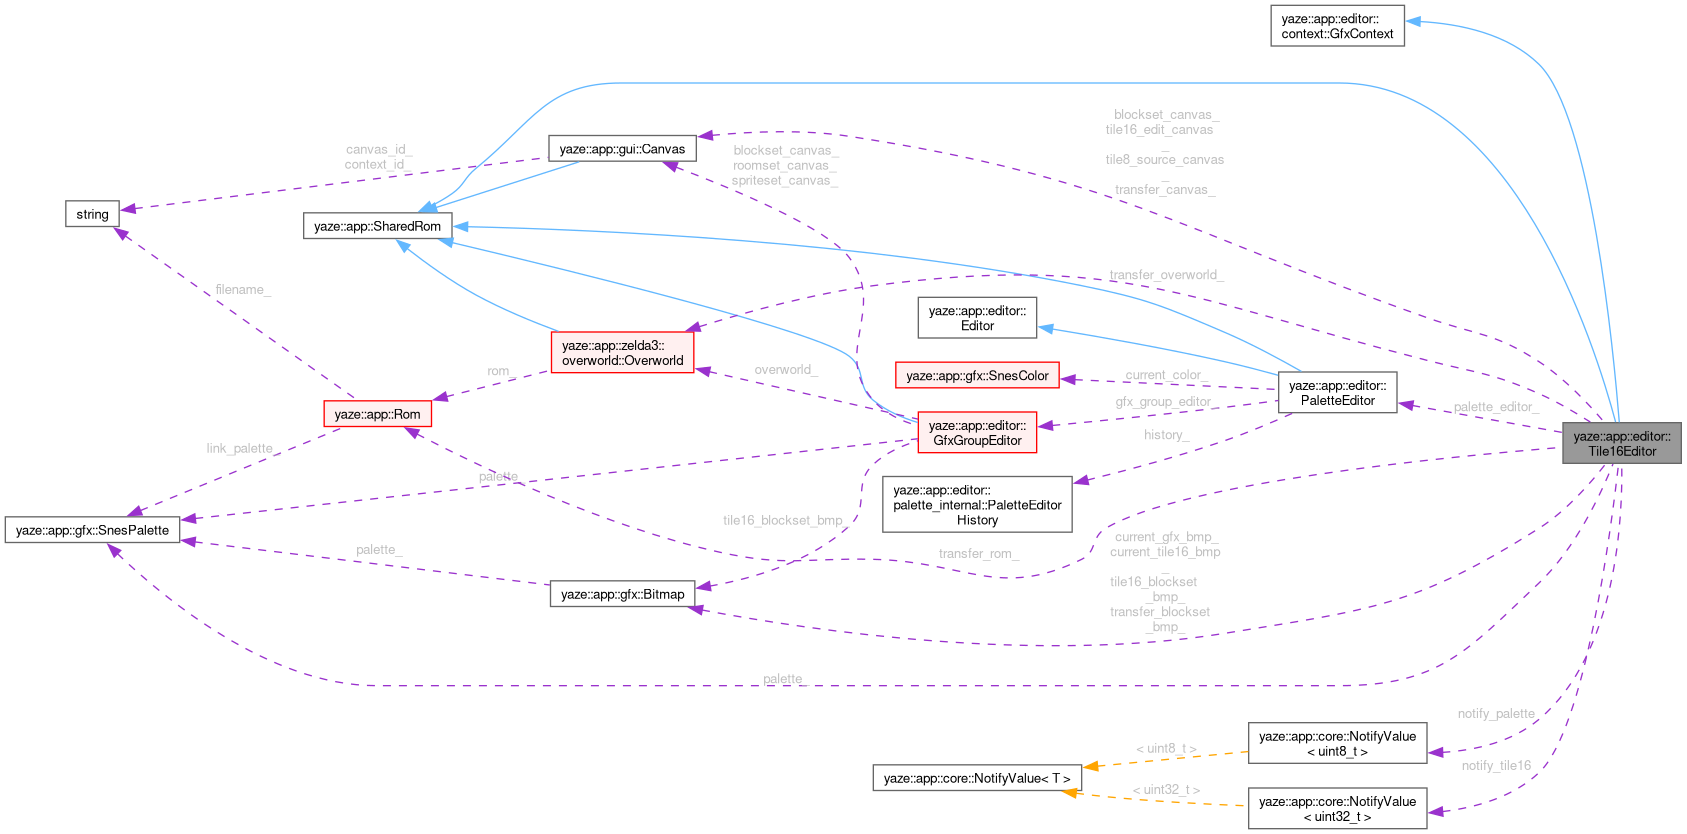 yaze::app::editor::
context::GfxContext
blockset_canvas_
tile16_edit_canvas
_
tile8_source_canvas
_
transfer_canvas_
yaze::app::gui::Canvas
canvas_id_
context_id_
blockset_canvas_
roomset_canvas_
spriteset_canvas_
string
yaze::app::SharedRom
transfer_overworld_
filename_
yaze::app::editor::
Editor
yaze::app::zelda3::
overworld::Overworld
rom_
overworld_
yaze::app::gfx::SnesColor
current_color_
yaze::app::editor::
PaletteEditor
gfx_group_editor
palette_editor_
yaze::app::Rom
yaze::app::editor::
GfxGroupEditor
history_
yaze::app::editor::
Tile16Editor
link_palette_
palette_
yaze::app::editor::
palette_internal::PaletteEditor
History
yaze::app::gfx::SnesPalette
tile16_blockset_bmp_
palette_
transfer_rom_
current_gfx_bmp_
current_tile16_bmp
_
tile16_blockset
_bmp_
transfer_blockset
_bmp_
yaze::app::gfx::Bitmap
palette_
notify_palette
yaze::app::core::NotifyValue
< uint8_t >
< uint8_t >
notify_tile16
yaze::app::core::NotifyValue< T >
< uint32_t >
yaze::app::core::NotifyValue
< uint32_t >